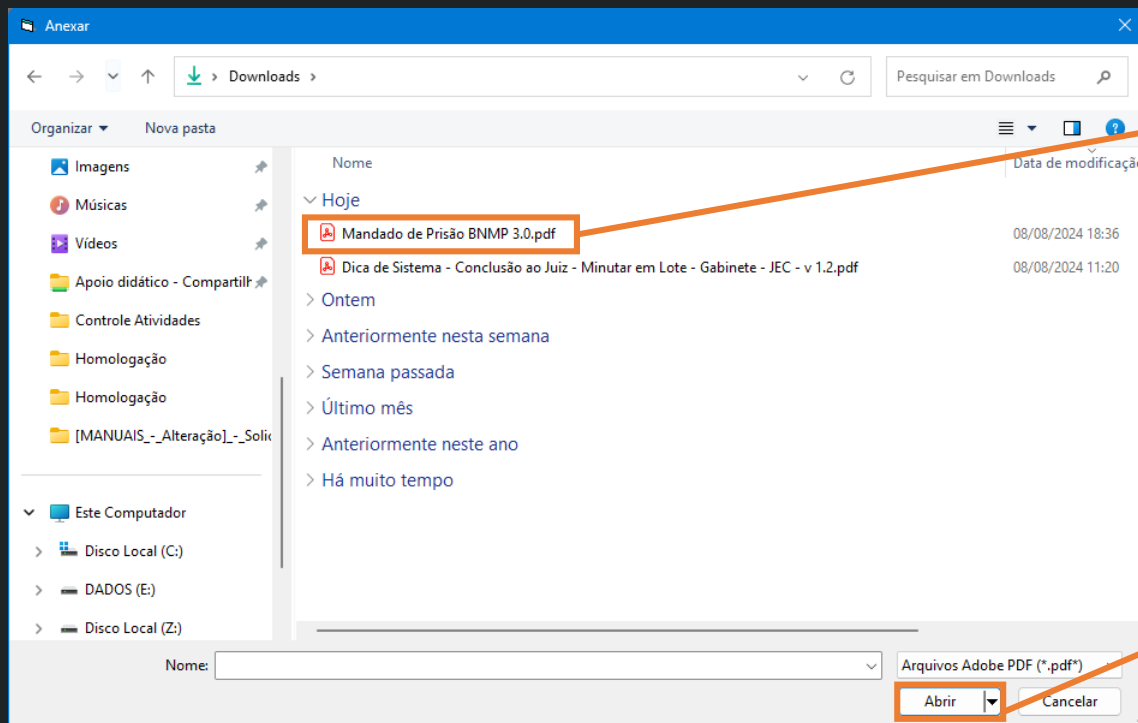 Anexar
Downloads
Pesquisar em Downloads
Organizar
Nova pasta
Imagens
Músicas
Vídeos
Apoio didático - Compartilh
Controle Atividades
Homologação
Homologação
[MANUAIS_-_Alteração]_-_Solic
Este Computador
Disco Local (C:)
DADOS (E:)
Disco Local (Z:)
Nome
Data de modificaçã
Hoje
Mandado de Prisão BNMP 3.0.pdf 08/08/2024 18:36
Dica de Sistema - Conclusão ao Juiz - Minutar em Lote - Gabinete - JEC - v 1.2.pdf 08/08/2024 11:20
Ontem
Anteriormente nesta semana
Semana passada
Último mês
Anteriormente neste ano
Há muito tempo
Nome:
Arquivos Adobe PDF (*.pdf*)
Abrir
Cancelar